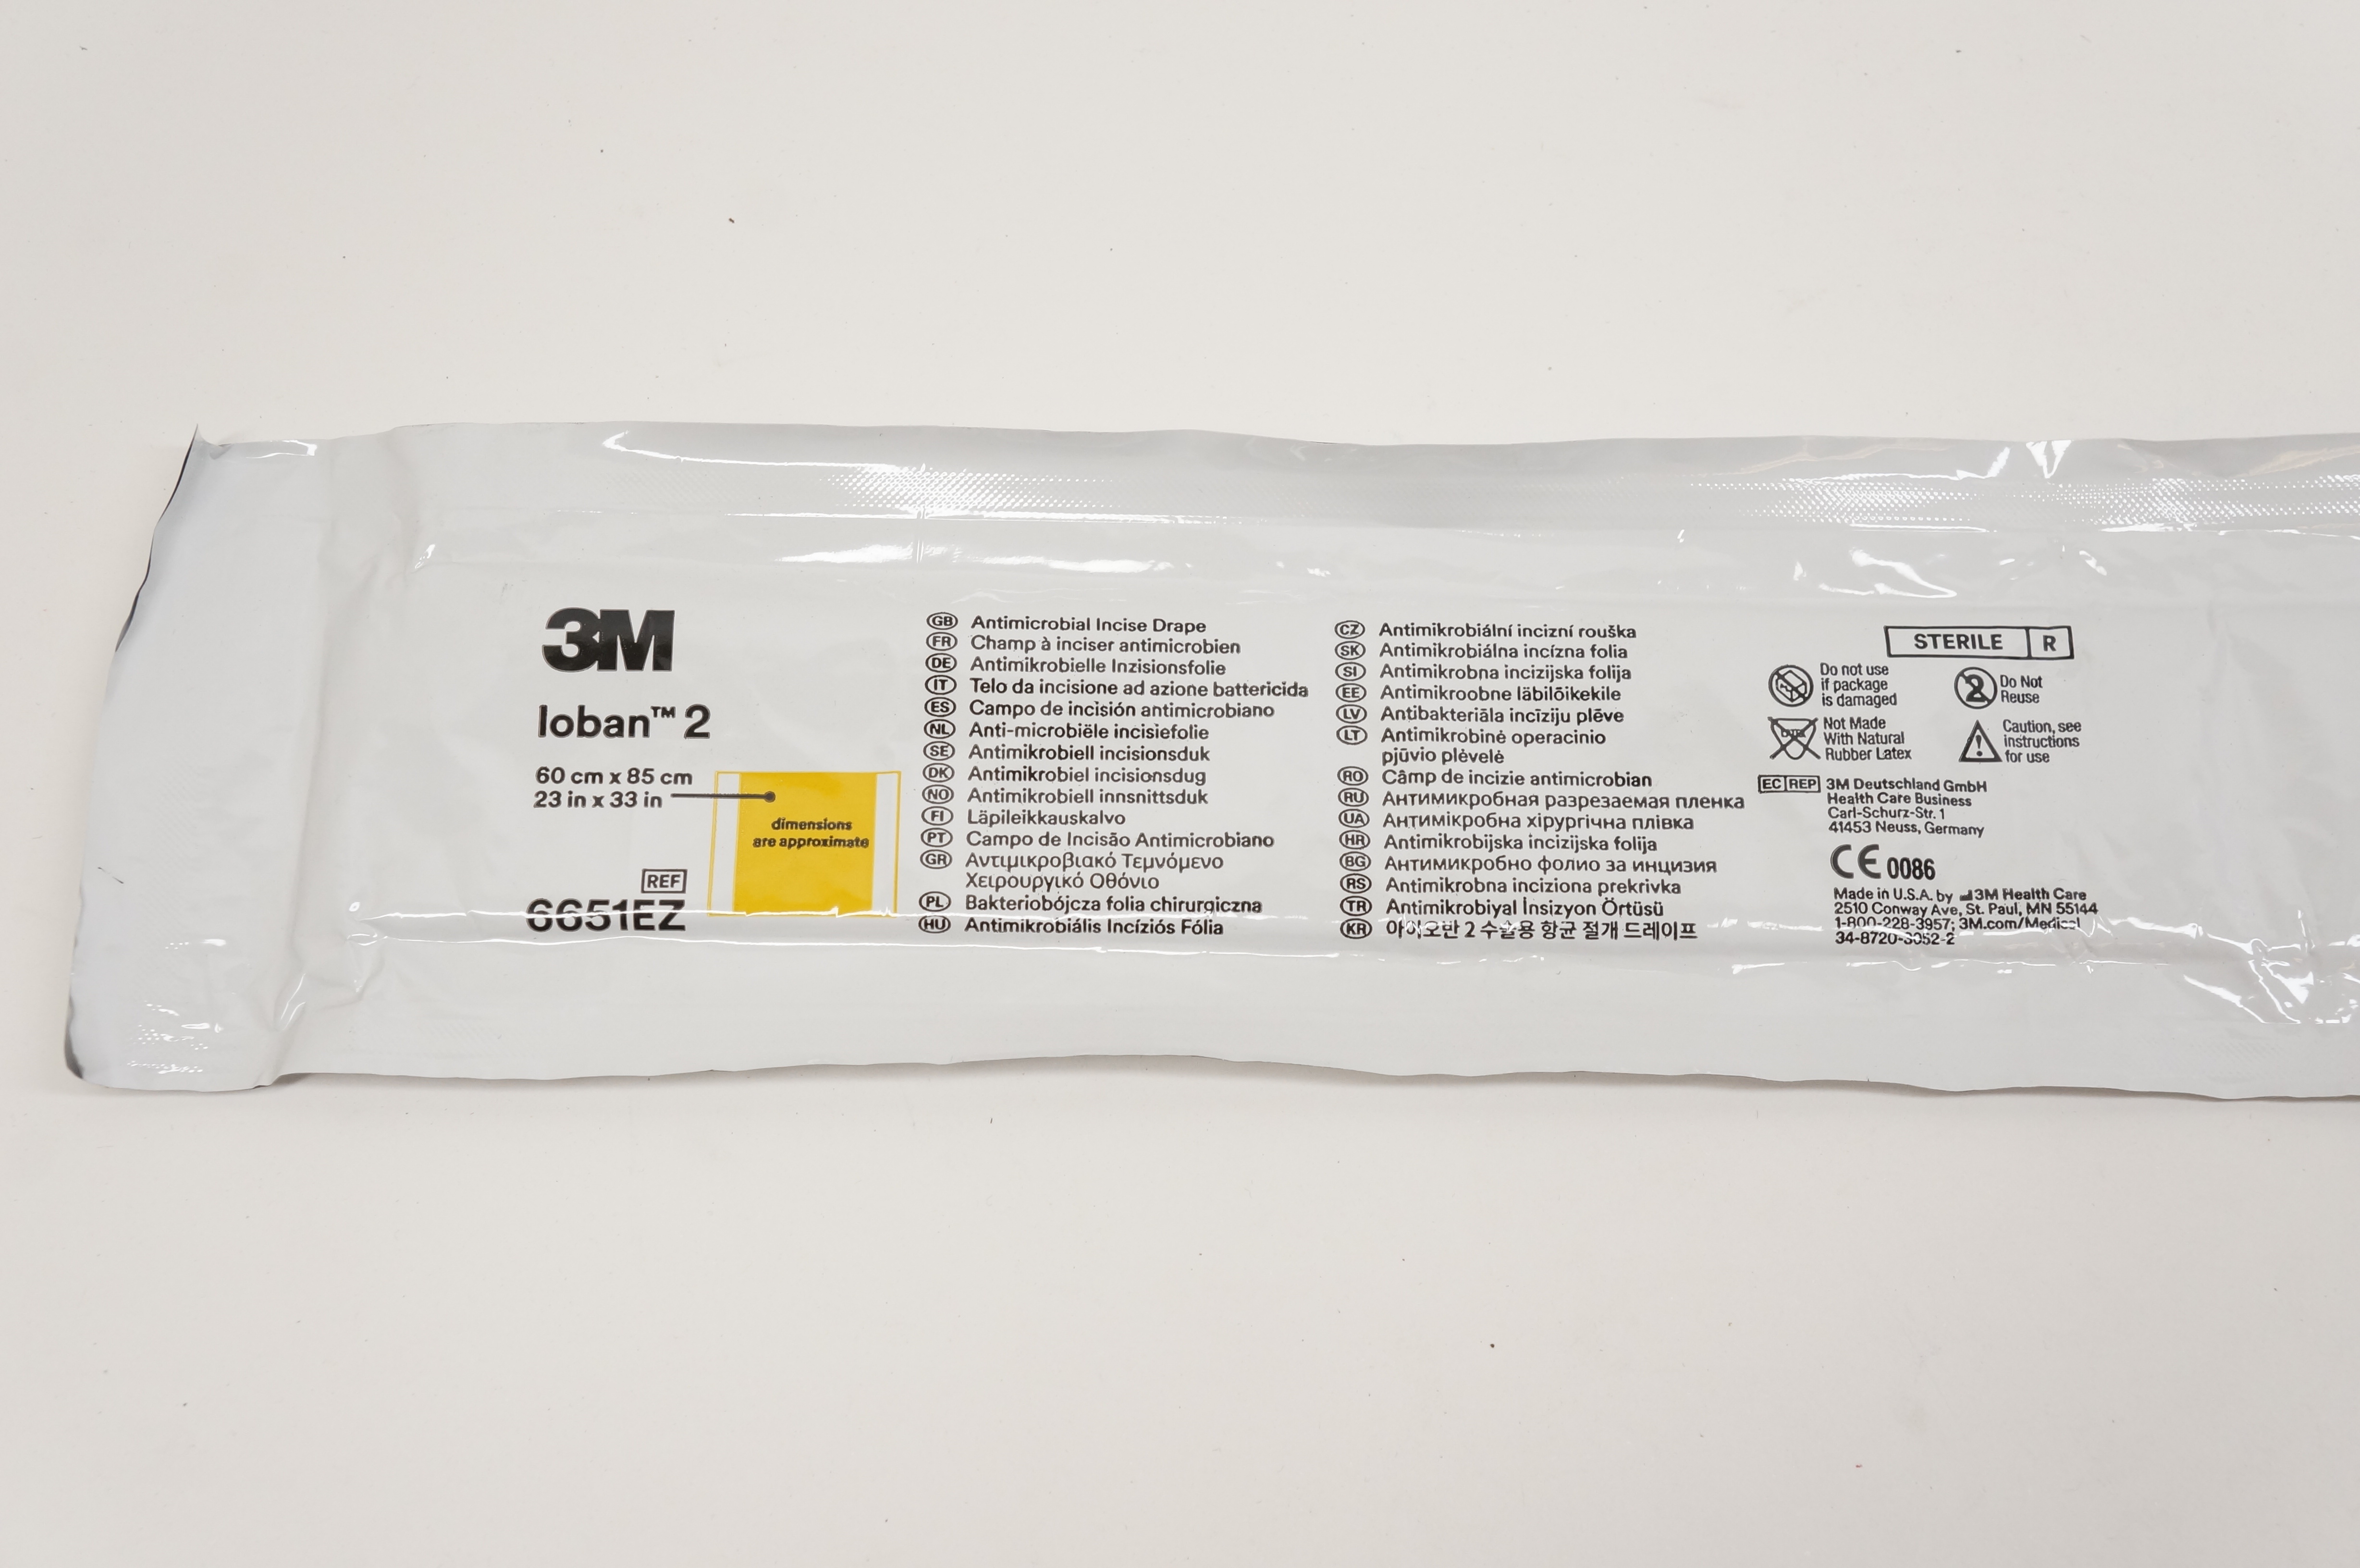 3M
Ioban™ 2
60 cm x 85 cm
23 in x 33 in
dimensions
are approximate
REF
6651EZ
GB Antimicrobial Incise Drape
FR Champ à inciser antimicrobien
DE Antimikrobielle Inzisionsfolie
IT Telo da incisione ad azione battericida
ES Campo de incisión antimicrobiano
NL Anti-microbiële incisiefolie
SE Antimikrobiell incisionsduk
DK Antimikrobiel incisionsdug
NO Antimikrobiell innsnittsduk
FI Läpileikkauskalvo
PT Campo de Incisão Antimicrobiano
GR Αντιμικροβιακό Τεμνόμενο
Χειρουργικό Οθόνιο
PL Bakteriobójcza folia chirurgiczna
HU Antimikrobiális Incíziós Fólia
CZ Antimikrobiální incizní rouška
SK Antimikrobiálna incízna folia
SI Antimikrobna incizijska folija
EE Antimikroobne läbilõikekile
LV Antibakteriāla incīziju plēve
LT Antimikrobinė operacinio
pjūvio plėvelė
RO Câmp de incizie antimicrobian
RU Антимикробная разрезаемая пленка
UA Антимікробна хірургічна плівка
HR Antimikrobijska incizijska folija
BG Антимикробно фолио за инцизия
RS Antimikrobna inciziona prekrivka
TR Antimikrobiyal İnsizyon Örtüsü
KR 아이오반 2 수술용 항균 절개 드레이프
STERILE R
Do not use
if package
is damaged
2 Do Not
Reuse
LATEX Not Made
With Natural
Rubber Latex
! Caution, see
instructions
for use
EC REP 3M Deutschland GmbH
Health Care Business
Carl-Schurz-Str. 1
41453 Neuss, Germany
CE 0086
Made in U.S.A. by 3M Health Care
2510 Conway Ave, St. Paul, MN 55144
1-800-228-3957; 3M.com/Medical
34-8720-3052-2